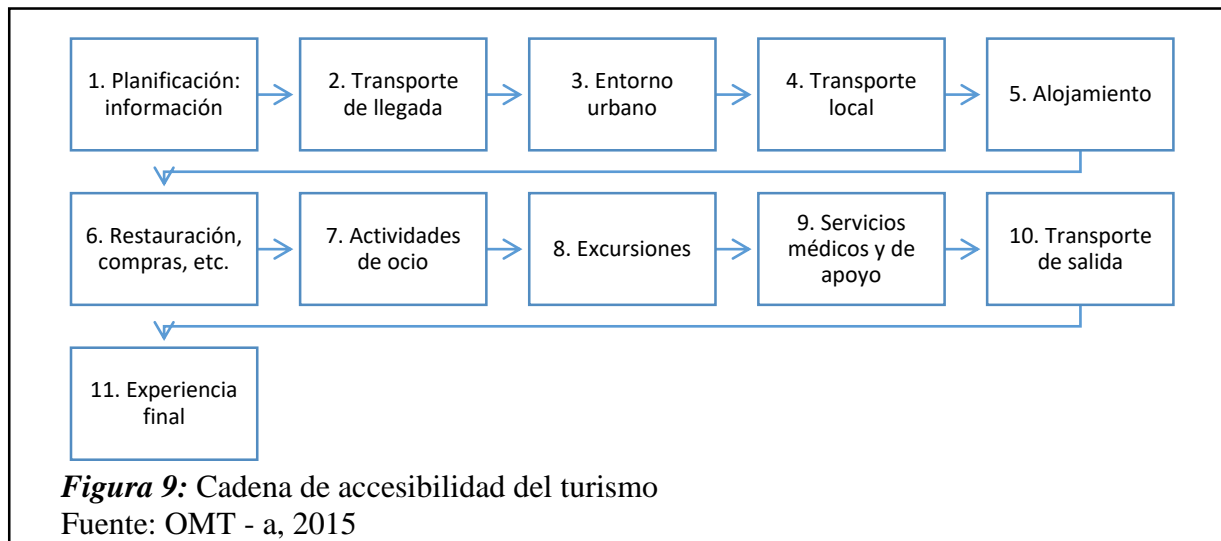 1. Planificación:
información
2. Transporte
de llegada
3. Entorno
urbano
4. Transporte
local
5. Alojamiento
6. Restauración,
compras, etc.
7. Actividades
de ocio
8. Excursiones
9. Servicios
médicos y de
apoyo
10. Transporte
de salida
11. Experiencia
final
Figura 9: Cadena de accesibilidad del turismo
Fuente: OMT - a, 2015